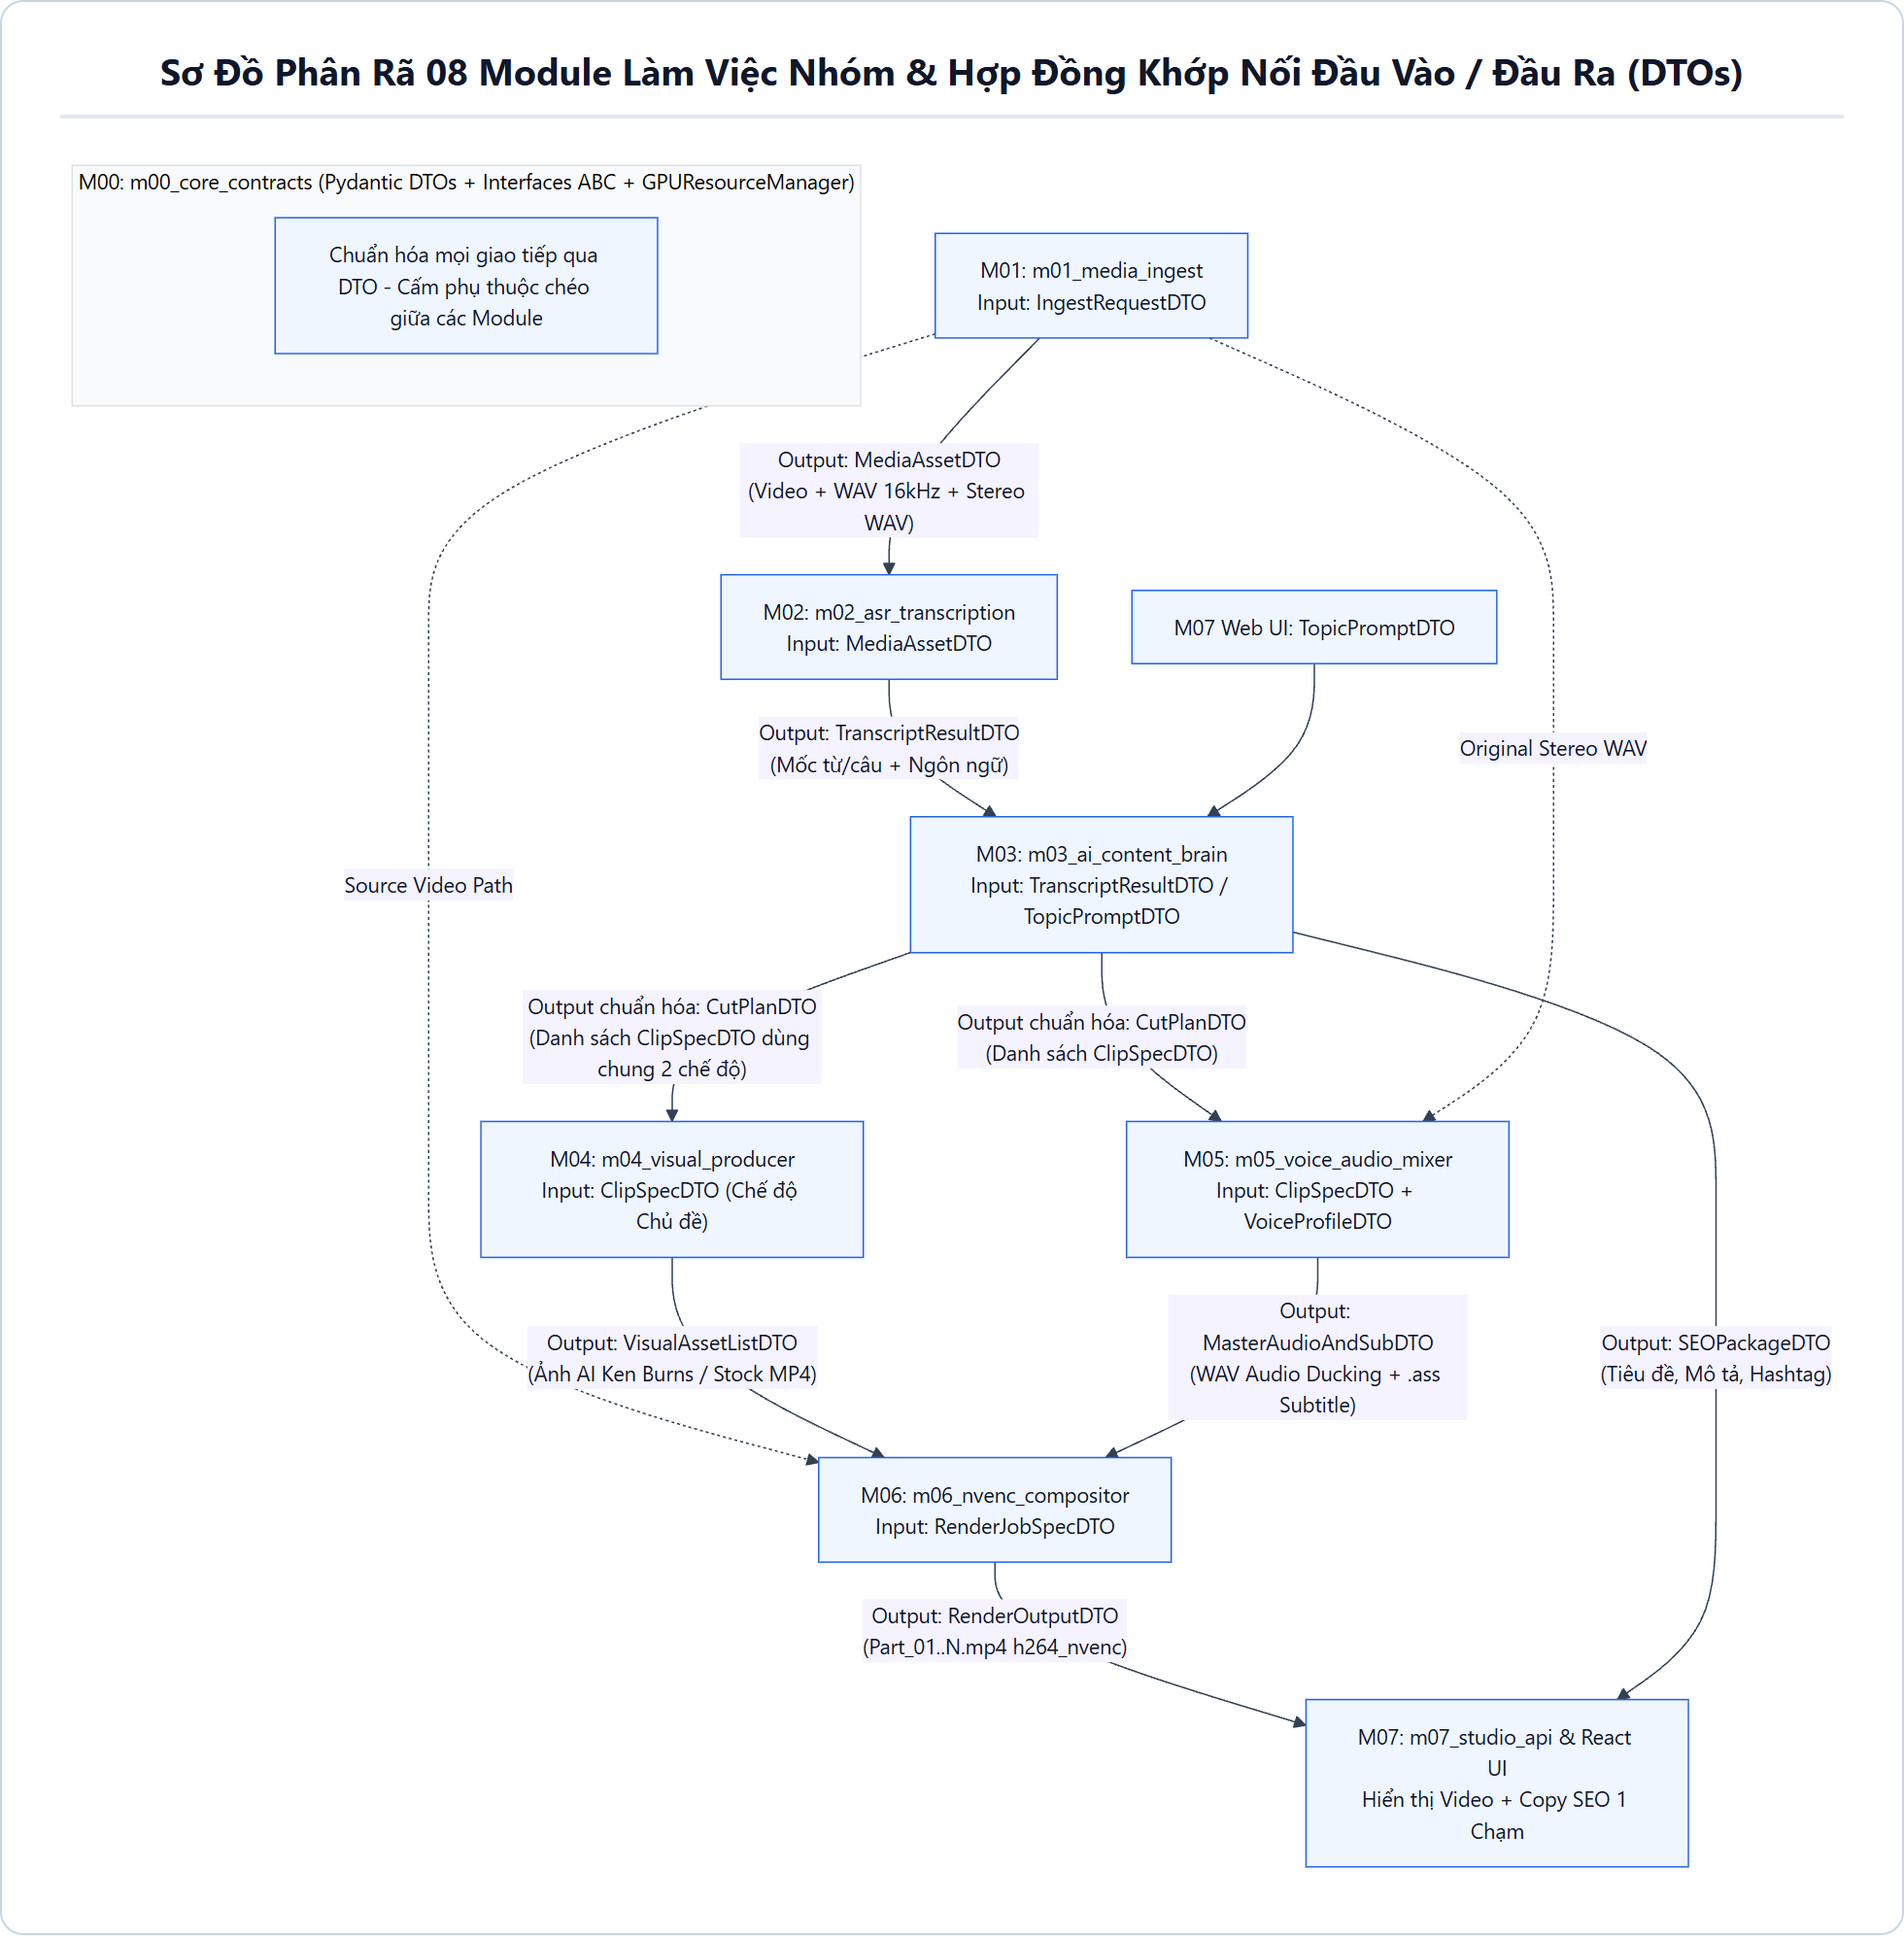 Sơ Đồ Phân Rã 08 Module Làm Việc Nhóm & Hợp Đồng Khớp Nối Đầu Vào / Đầu Ra (DTOs)
M00: m00_core_contracts (Pydantic DTOs + Interfaces ABC + GPUResourceManager)
Chuẩn hóa mọi giao tiếp qua
DTO - Cấm phụ thuộc chéo
giữa các Module
M01: m01_media_ingest
Input: IngestRequestDTO
Output: MediaAssetDTO
(Video + WAV 16kHz + Stereo
WAV)
M02: m02_asr_transcription
Input: MediaAssetDTO
M07 Web UI: TopicPromptDTO
Output: TranscriptResultDTO
(Mốc từ/câu + Ngôn ngữ)
Original Stereo WAV
Source Video Path
M03: m03_ai_content_brain
Input: TranscriptResultDTO /
TopicPromptDTO
Output chuẩn hóa: CutPlanDTO
(Danh sách ClipSpecDTO dùng
chung 2 chế độ)
Output chuẩn hóa: CutPlanDTO
(Danh sách ClipSpecDTO)
M04: m04_visual_producer
Input: ClipSpecDTO (Chế độ
Chủ đề)
M05: m05_voice_audio_mixer
Input: ClipSpecDTO +
VoiceProfileDTO
Output: VisualAssetListDTO
(Ảnh AI Ken Burns / Stock MP4)
Output:
MasterAudioAndSubDTO
(WAV Audio Ducking + .ass
Subtitle)
Output: SEOPackageDTO
(Tiêu đề, Mô tả, Hashtag)
M06: m06_nvenc_compositor
Input: RenderJobSpecDTO
Output: RenderOutputDTO
(Part_01..N.mp4 h264_nvenc)
M07: m07_studio_api & React
UI
Hiển thị Video + Copy SEO 1
Chạm